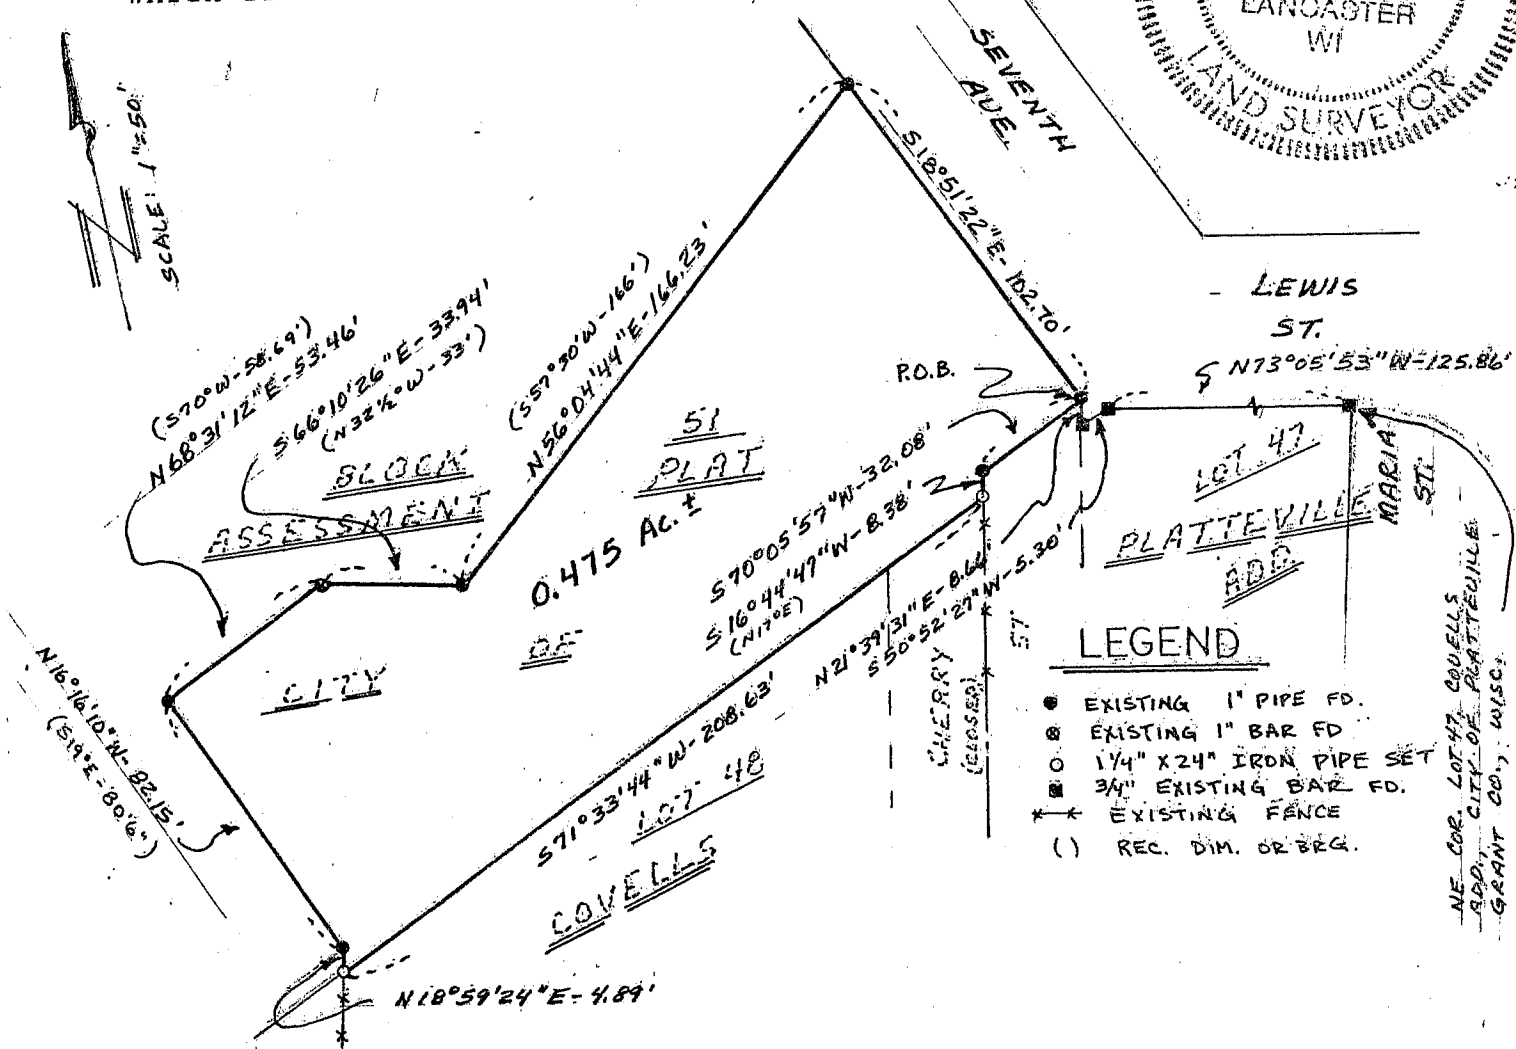 LANCASTER
WI
LAND SURVEYOR
SEVENTH
AVE.
SCALE: 1"=50'
S18°51'22"E-102.70'
LEWIS
ST.
N73°05'53"W-125.86'
P.O.B.
(S70°W-58.69')
N68°31'12"E-53.46'
S66°10'26"E-33.94'
(N32½°W-33')
(S57°30'W-166')
N56°04'44"E-166.23'
BLOCK
ASSESSMENT
51
PLAT
0.475 AC.±
OF
CITY
S70°05'57"W-32.08'
S16°44'47"W-8.38'
(N17°E)
N21°39'31"E-8.66'
S50°52'27"W-5.30'
LOT 47
PLATTEVILLE
ADD.
MARIA
ST.
N16°16'10"W-82.15'
(S19°E-80'6")
S71°33'44"W-208.63'
LOT 48
COVELLS
CHERRY ST
(CLOSED)
N18°59'24"E-4.89'
LEGEND
EXISTING 1" PIPE FD.
EXISTING 1" BAR FD
1¼" X 24" IRON PIPE SET
3/4" EXISTING BAR FD.
EXISTING FENCE
( ) REC. DIM. OR BRG.
NE COR. LOT 47, COVELLS
ADD., CITY OF PLATTEVILLE
GRANT CO., WISC.